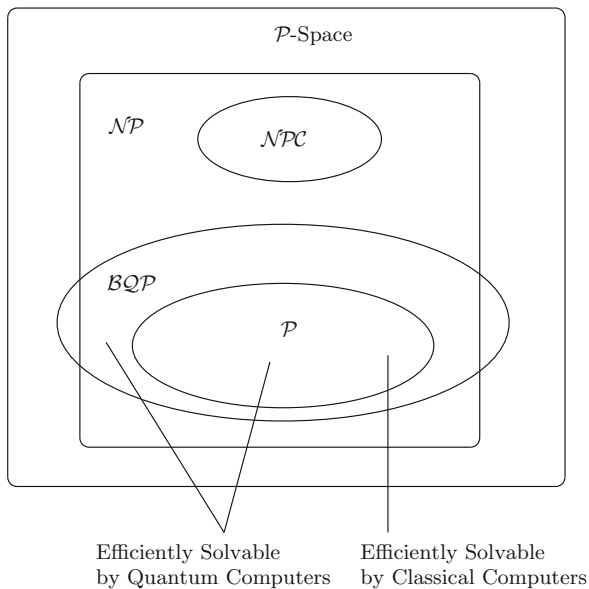 𝒫-Space
𝒩𝒫
𝒩𝒫𝒞
ℬ𝒬𝒫
𝒫
Efficiently Solvable
by Quantum Computers
Efficiently Solvable
by Classical Computers